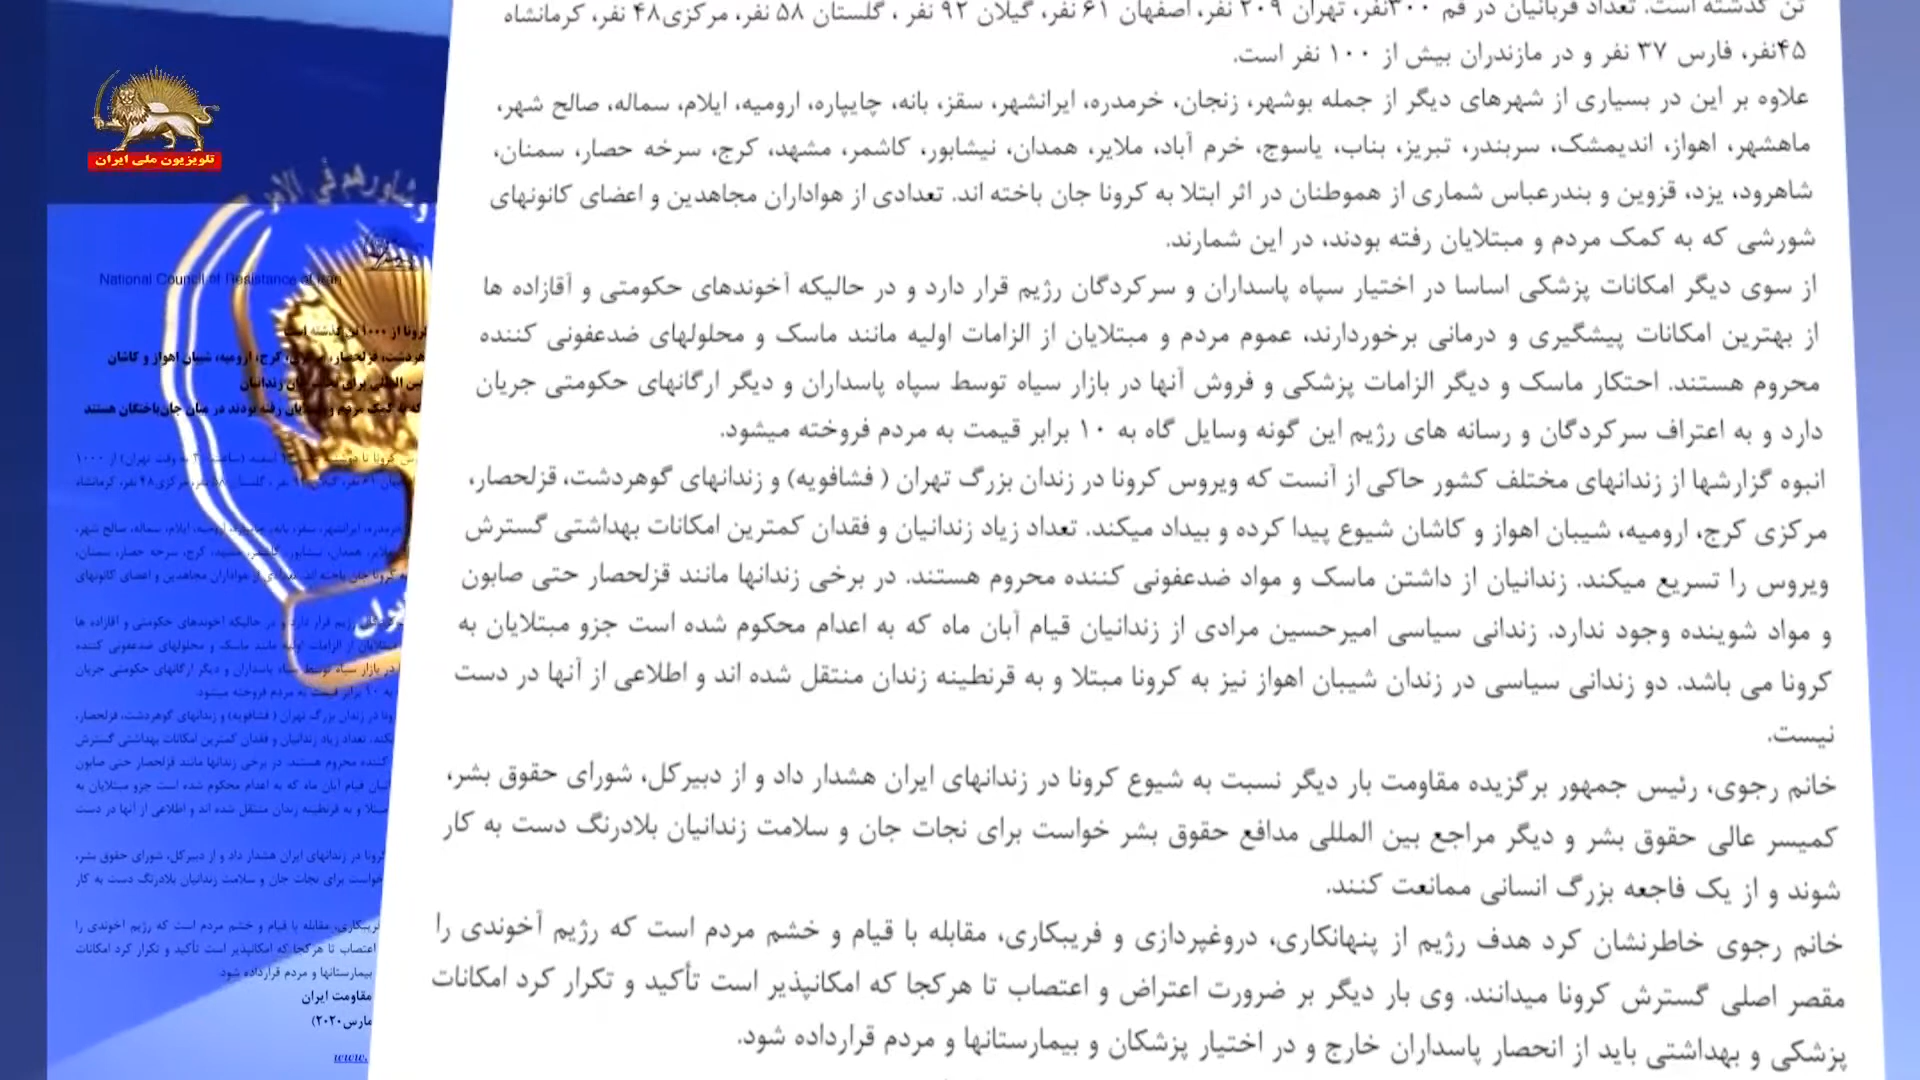 تلویزیون ملی ایران
وشاورهم فی الامر
National Council of Resistance of Iran
تن گذشته است. تعداد قربانیان در قم ۳۰۰نفر، تهران ۲۰۹ نفر، اصفهان ۶۱ نفر، گیلان ۹۲ نفر ، گلستان ۵۸ نفر، مرکزی۴۸ نفر، کرمانشاه
۴۵نفر، فارس ۳۷ نفر و در مازندران بیش از ۱۰۰ نفر است.
علاوه بر این در بسیاری از شهرهای دیگر از جمله بوشهر، زنجان، خرمدره، ایرانشهر، سقز، بانه، چایپاره، ارومیه، ایلام، سماله، صالح شهر،
ماهشهر، اهواز، اندیمشک، سربندر، تبریز، بناب، یاسوج، خرم آباد، ملایر، همدان، نیشابور، کاشمر، مشهد، کرج، سرخه حصار، سمنان،
شاهرود، یزد، قزوین و بندرعباس شماری از هموطنان در اثر ابتلا به کرونا جان باخته اند. تعدادی از هواداران مجاهدین و اعضای کانونهای
شورشی که به کمک مردم و مبتلایان رفته بودند، در این شمارند.
از سوی دیگر امکانات پزشکی اساسا در اختیار سپاه پاسداران و سرکردگان رژیم قرار دارد و در حالیکه آخوندهای حکومتی و آقازاده ها
از بهترین امکانات پیشگیری و درمانی برخوردارند، عموم مردم و مبتلایان از الزامات اولیه مانند ماسک و محلولهای ضدعفونی کننده
محروم هستند. احتکار ماسک و دیگر الزامات پزشکی و فروش آنها در بازار سیاه توسط سپاه پاسداران و دیگر ارگانهای حکومتی جریان
دارد و به اعتراف سرکردگان و رسانه های رژیم این گونه وسایل گاه به ۱۰ برابر قیمت به مردم فروخته میشود.
انبوه گزارشها از زندانهای مختلف کشور حاکی از آنست که ویروس کرونا در زندان بزرگ تهران ( فشافویه) و زندانهای گوهردشت، قزلحصار،
مرکزی کرج، ارومیه، شیبان اهواز و کاشان شیوع پیدا کرده و بیداد میکند. تعداد زیاد زندانیان و فقدان کمترین امکانات بهداشتی گسترش
ویروس را تسریع میکند. زندانیان از داشتن ماسک و مواد ضدعفونی کننده محروم هستند. در برخی زندانها مانند قزلحصار حتی صابون
و مواد شوینده وجود ندارد. زندانی سیاسی امیرحسین مرادی از زندانیان قیام آبان ماه که به اعدام محکوم شده است جزو مبتلایان به
کرونا می باشد. دو زندانی سیاسی در زندان شیبان اهواز نیز به کرونا مبتلا و به قرنطینه زندان منتقل شده اند و اطلاعی از آنها در دست
نیست.
خانم رجوی، رئیس جمهور برگزیده مقاومت بار دیگر نسبت به شیوع کرونا در زندانهای ایران هشدار داد و از دبیرکل، شورای حقوق بشر،
کمیسر عالی حقوق بشر و دیگر مراجع بین المللی مدافع حقوق بشر خواست برای نجات جان و سلامت زندانیان بلادرنگ دست به کار
شوند و از یک فاجعه بزرگ انسانی ممانعت کنند.
خانم رجوی خاطرنشان کرد هدف رژیم از پنهانکاری، دروغپردازی و فریبکاری، مقابله با قیام و خشم مردم است که رژیم آخوندی را
مقصر اصلی گسترش کرونا میدانند. وی بار دیگر بر ضرورت اعتراض و اعتصاب تا هرکجا که امکانپذیر است تأکید و تکرار کرد امکانات
پزشکی و بهداشتی باید از انحصار پاسداران خارج و در اختیار پزشکان و بیمارستانها و مردم قرارداده شود.